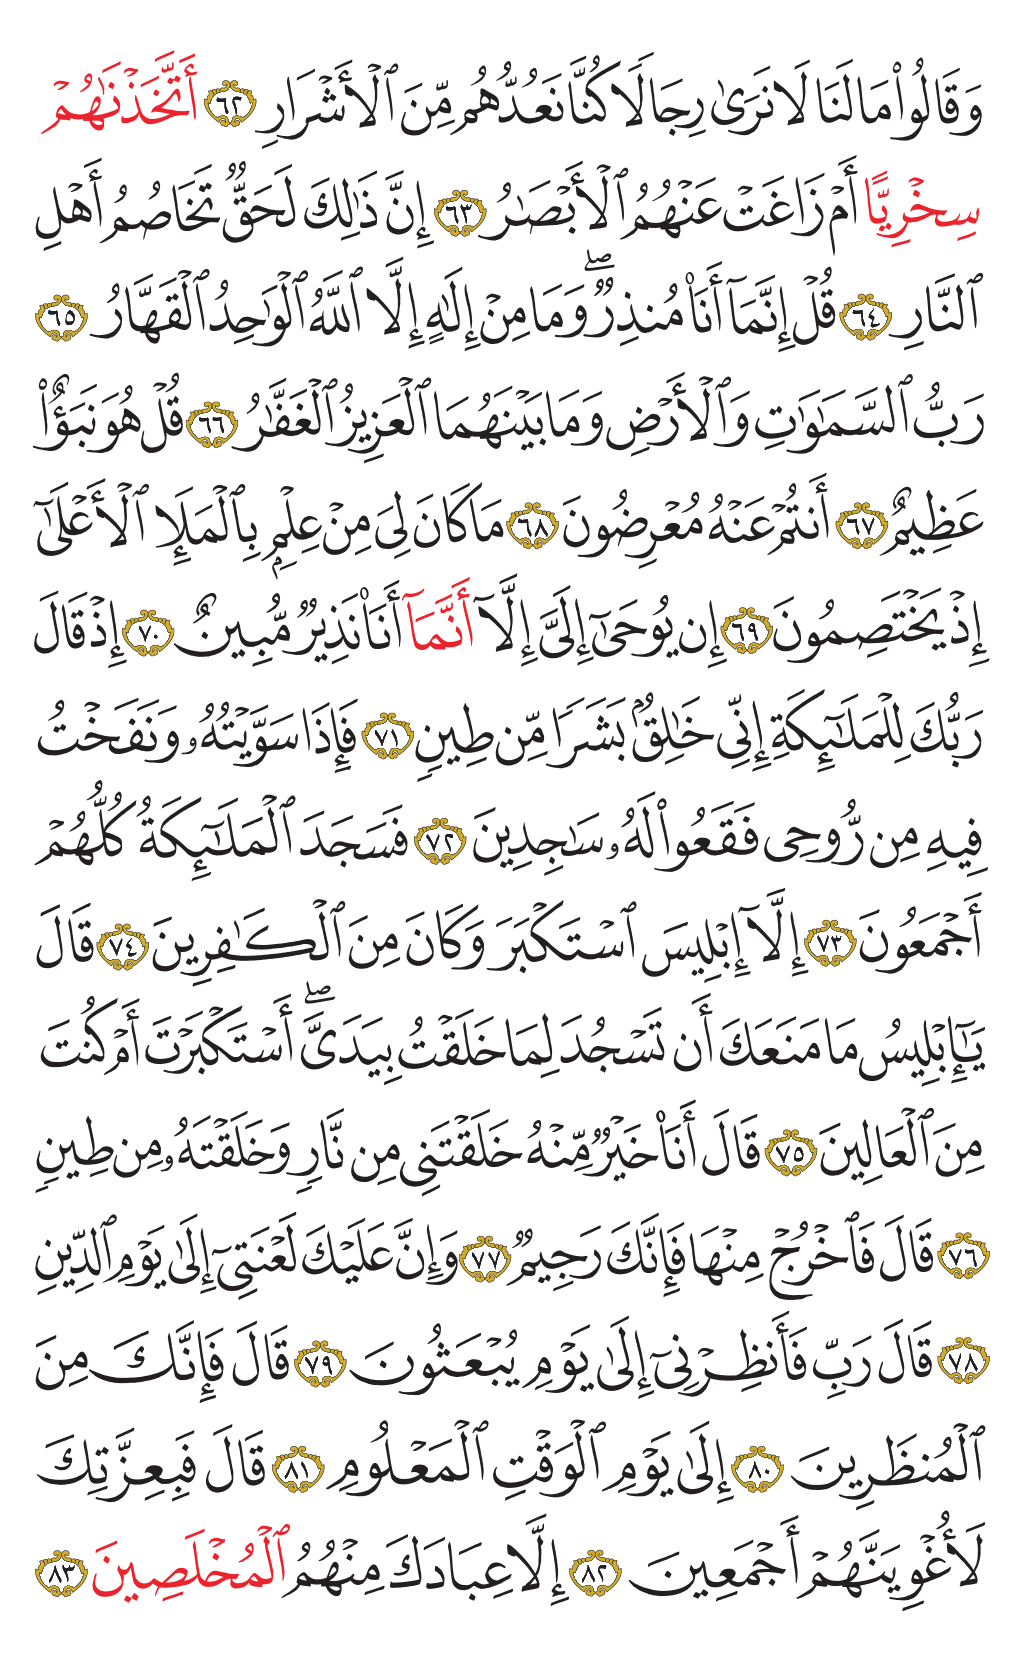 وَقَالُوا۟ مَا لَنَا لَا نَرَىٰ رِجَالًا كُنَّا نَعُدُّهُم مِّنَ ٱلْأَشْرَارِ ٦٢ أَتَّخَذْنَـٰهُمْ
سِخْرِيًّا أَمْ زَاغَتْ عَنْهُمُ ٱلْأَبْصَـٰرُ ٦٣ إِنَّ ذَٰلِكَ لَحَقٌّ تَخَاصُمُ أَهْلِ
ٱلنَّارِ ٦٤ قُلْ إِنَّمَآ أَنَا۠ مُنذِرٌ ۖ وَمَا مِنْ إِلَـٰهٍ إِلَّا ٱللَّهُ ٱلْوَٰحِدُ ٱلْقَهَّارُ ٦٥
رَبُّ ٱلسَّمَـٰوَٰتِ وَٱلْأَرْضِ وَمَا بَيْنَهُمَا ٱلْعَزِيزُ ٱلْغَفَّـٰرُ ٦٦ قُلْ هُوَ نَبَؤٌا۟
عَظِيمٌ ٦٧ أَنتُمْ عَنْهُ مُعْرِضُونَ ٦٨ مَا كَانَ لِىَ مِنْ عِلْمٍۭ بِٱلْمَلَإِ ٱلْأَعْلَىٰٓ
إِذْ يَخْتَصِمُونَ ٦٩ إِن يُوحَىٰٓ إِلَىَّ إِلَّآ أَنَّمَآ أَنَا۠ نَذِيرٌ مُّبِينٌ ٧٠ إِذْ قَالَ
رَبُّكَ لِلْمَلَـٰٓئِكَةِ إِنِّى خَـٰلِقٌۢ بَشَرًا مِّن طِينٍ ٧١ فَإِذَا سَوَّيْتُهُۥ وَنَفَخْتُ
فِيهِ مِن رُّوحِى فَقَعُوا۟ لَهُۥ سَـٰجِدِينَ ٧٢ فَسَجَدَ ٱلْمَلَـٰٓئِكَةُ كُلُّهُمْ
أَجْمَعُونَ ٧٣ إِلَّآ إِبْلِيسَ ٱسْتَكْبَرَ وَكَانَ مِنَ ٱلْكَـٰفِرِينَ ٧٤ قَالَ
يَـٰٓإِبْلِيسُ مَا مَنَعَكَ أَن تَسْجُدَ لِمَا خَلَقْتُ بِيَدَىَّ ۖ أَسْتَكْبَرْتَ أَمْ كُنتَ
مِنَ ٱلْعَالِينَ ٧٥ قَالَ أَنَا۠ خَيْرٌ مِّنْهُ خَلَقْتَنِى مِن نَّارٍ وَخَلَقْتَهُۥ مِن طِينٍ
٧٦ قَالَ فَٱخْرُجْ مِنْهَا فَإِنَّكَ رَجِيمٌ ٧٧ وَإِنَّ عَلَيْكَ لَعْنَتِىٓ إِلَىٰ يَوْمِ ٱلدِّينِ
٧٨ قَالَ رَبِّ فَأَنظِرْنِىٓ إِلَىٰ يَوْمِ يُبْعَثُونَ ٧٩ قَالَ فَإِنَّكَ مِنَ
ٱلْمُنظَرِينَ ٨٠ إِلَىٰ يَوْمِ ٱلْوَقْتِ ٱلْمَعْلُومِ ٨١ قَالَ فَبِعِزَّتِكَ
لَأُغْوِيَنَّهُمْ أَجْمَعِينَ ٨٢ إِلَّا عِبَادَكَ مِنْهُمُ ٱلْمُخْلَصِينَ ٨٣